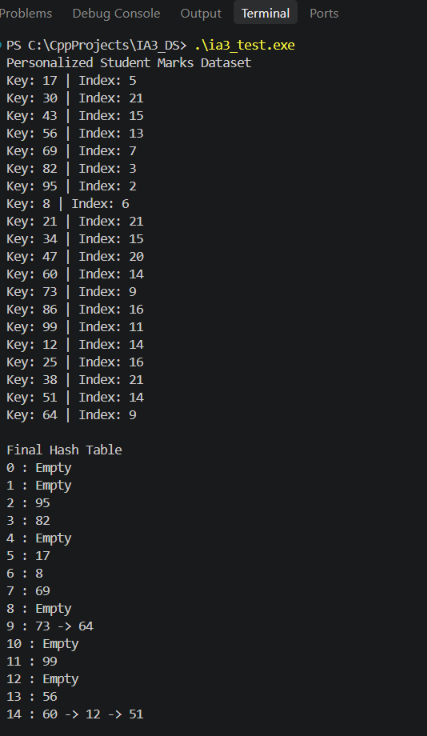 Problems Debug Console Output Terminal Ports
PS C:\CppProjects\IA3_DS> .\ia3_test.exe
Personalized Student Marks Dataset
Key: 17 | Index: 5
Key: 30 | Index: 21
Key: 43 | Index: 15
Key: 56 | Index: 13
Key: 69 | Index: 7
Key: 82 | Index: 3
Key: 95 | Index: 2
Key: 8 | Index: 6
Key: 21 | Index: 21
Key: 34 | Index: 15
Key: 47 | Index: 20
Key: 60 | Index: 14
Key: 73 | Index: 9
Key: 86 | Index: 16
Key: 99 | Index: 11
Key: 12 | Index: 14
Key: 25 | Index: 16
Key: 38 | Index: 21
Key: 51 | Index: 14
Key: 64 | Index: 9
Final Hash Table
0 : Empty
1 : Empty
2 : 95
3 : 82
4 : Empty
5 : 17
6 : 8
7 : 69
8 : Empty
9 : 73 -> 64
10 : Empty
11 : 99
12 : Empty
13 : 56
14 : 60 -> 12 -> 51